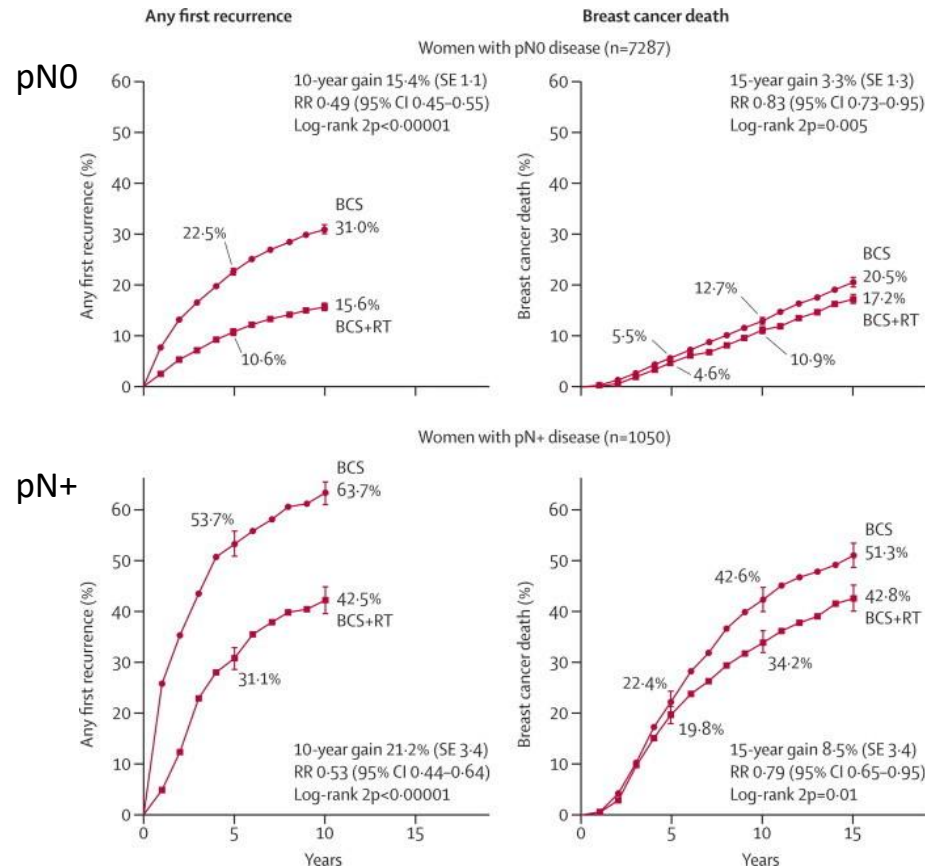 Any first recurrence
Breast cancer death
Women with pN0 disease (n=7287)
pN0
60
50
40
30
20
10
0
Any first recurrence (%)
10-year gain 15·4% (SE 1·1)
RR 0·49 (95% CI 0·45–0·55)
Log-rank 2p<0·00001
22·5%
BCS
31·0%
15·6%
BCS+RT
10·6%
60
50
40
30
20
10
0
Breast cancer death (%)
15-year gain 3·3% (SE 1·3)
RR 0·83 (95% CI 0·73–0·95)
Log-rank 2p=0·005
5·5%
12·7%
BCS
20·5%
17·2%
BCS+RT
10·9%
4·6%
Women with pN+ disease (n=1050)
pN+
60
50
40
30
20
10
0
Any first recurrence (%)
53·7%
BCS
63·7%
42·5%
BCS+RT
31·1%
10-year gain 21·2% (SE 3·4)
RR 0·53 (95% CI 0·44–0·64)
Log-rank 2p<0·00001
0
5
10
15
Years
60
50
40
30
20
10
0
Breast cancer death (%)
22·4%
42·6%
BCS
51·3%
42·8%
BCS+RT
34·2%
19·8%
15-year gain 8·5% (SE 3·4)
RR 0·79 (95% CI 0·65–0·95)
Log-rank 2p=0·01
0
5
10
15
Years